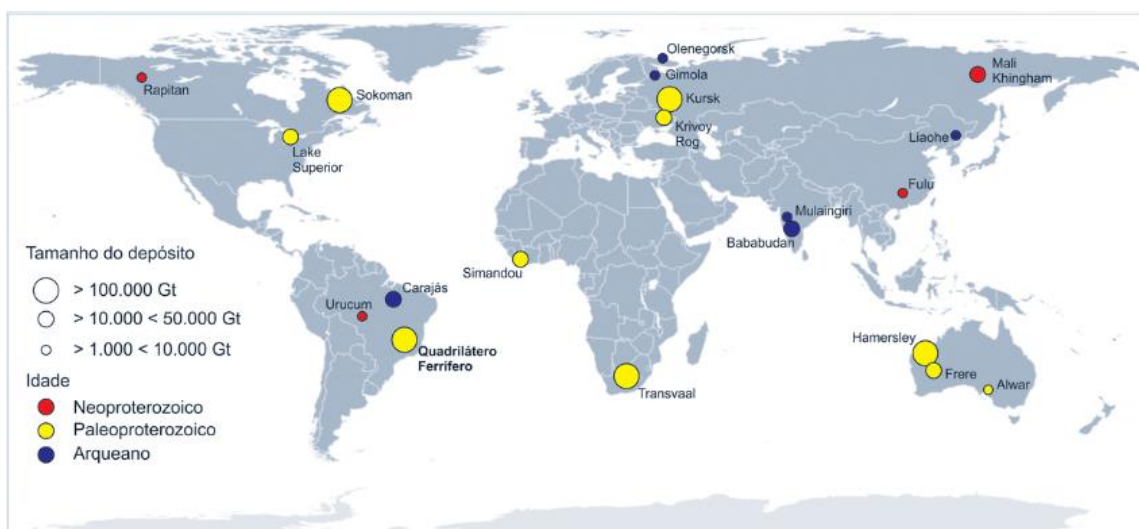 Olenegorsk
Gimola
Mali
Khingham
Rapitan
Sokoman
Kursk
Krivoy
Rog
Lake
Superior
Liaohe
Fulu
Mulaingiri
Bababudan
Tamanho do depósito
> 100.000 Gt
> 10.000 < 50.000 Gt
> 1.000 < 10.000 Gt
Simandou
Carajás
Urucum
Quadrilátero
Ferrífero
Transvaal
Hamersley
Frere
Alwar
Idade
Neoproterozoico
Paleoproterozoico
Arqueano